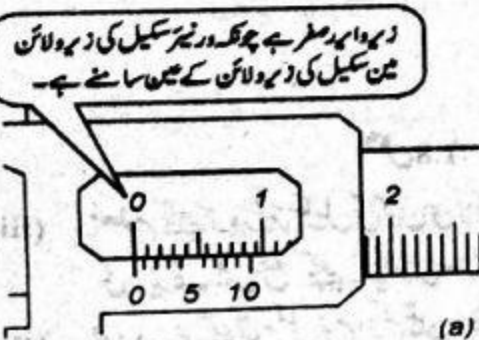 زیرو ایرر صفر ہے چونکہ ورنیئر سکیل کی زیرو لائن
مین سکیل کی زیرو لائن کے عین سامنے ہے۔
0 1 2
0 5 10
(a)